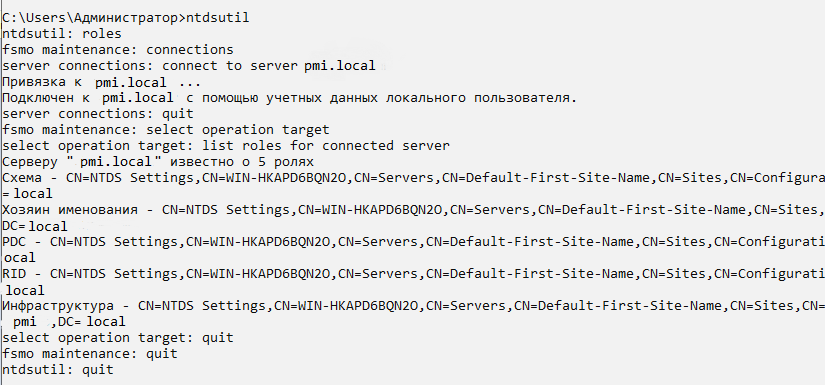 C:\Users\Администратор>ntdsutil
ntdsutil: roles
fsmo maintenance: connections
server connections: connect to server pmi.local
Привязка к pmi.local ...
Подключен к pmi.local с помощью учетных данных локального пользователя.
server connections: quit
fsmo maintenance: select operation target
select operation target: list roles for connected server
Серверу " pmi.local" известно о 5 ролях
Схема - CN=NTDS Settings,CN=WIN-HKAPD6BQN2O,CN=Servers,CN=Default-First-Site-Name,CN=Sites,CN=Configura
= local
Хозяин именования - CN=NTDS Settings,CN=WIN-HKAPD6BQN2O,CN=Servers,CN=Default-First-Site-Name,CN=Sites,
DC= local
PDC - CN=NTDS Settings,CN=WIN-HKAPD6BQN2O,CN=Servers,CN=Default-First-Site-Name,CN=Sites,CN=Configurati
ocal
RID - CN=NTDS Settings,CN=WIN-HKAPD6BQN2O,CN=Servers,CN=Default-First-Site-Name,CN=Sites,CN=Configurati
local
Инфраструктура - CN=NTDS Settings,CN=WIN-HKAPD6BQN2O,CN=Servers,CN=Default-First-Site-Name,CN=Sites,CN=
pmi ,DC= local
select operation target: quit
fsmo maintenance: quit
ntdsutil: quit